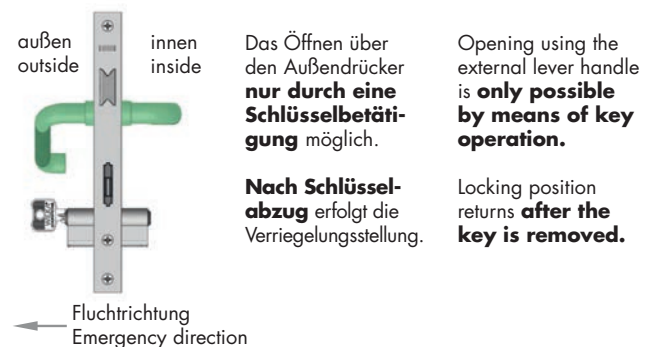 außen
outside
innen
inside
Das Öffnen über
den Außendrücker
nur durch eine
Schlüsselbetäti-
gung möglich.
Nach Schlüssel-
abzug erfolgt die
Verriegelungsstellung.
Opening using the
external lever handle
is only possible
by means of key
operation.
Locking position
returns after the
key is removed.
Fluchtrichtung
Emergency direction